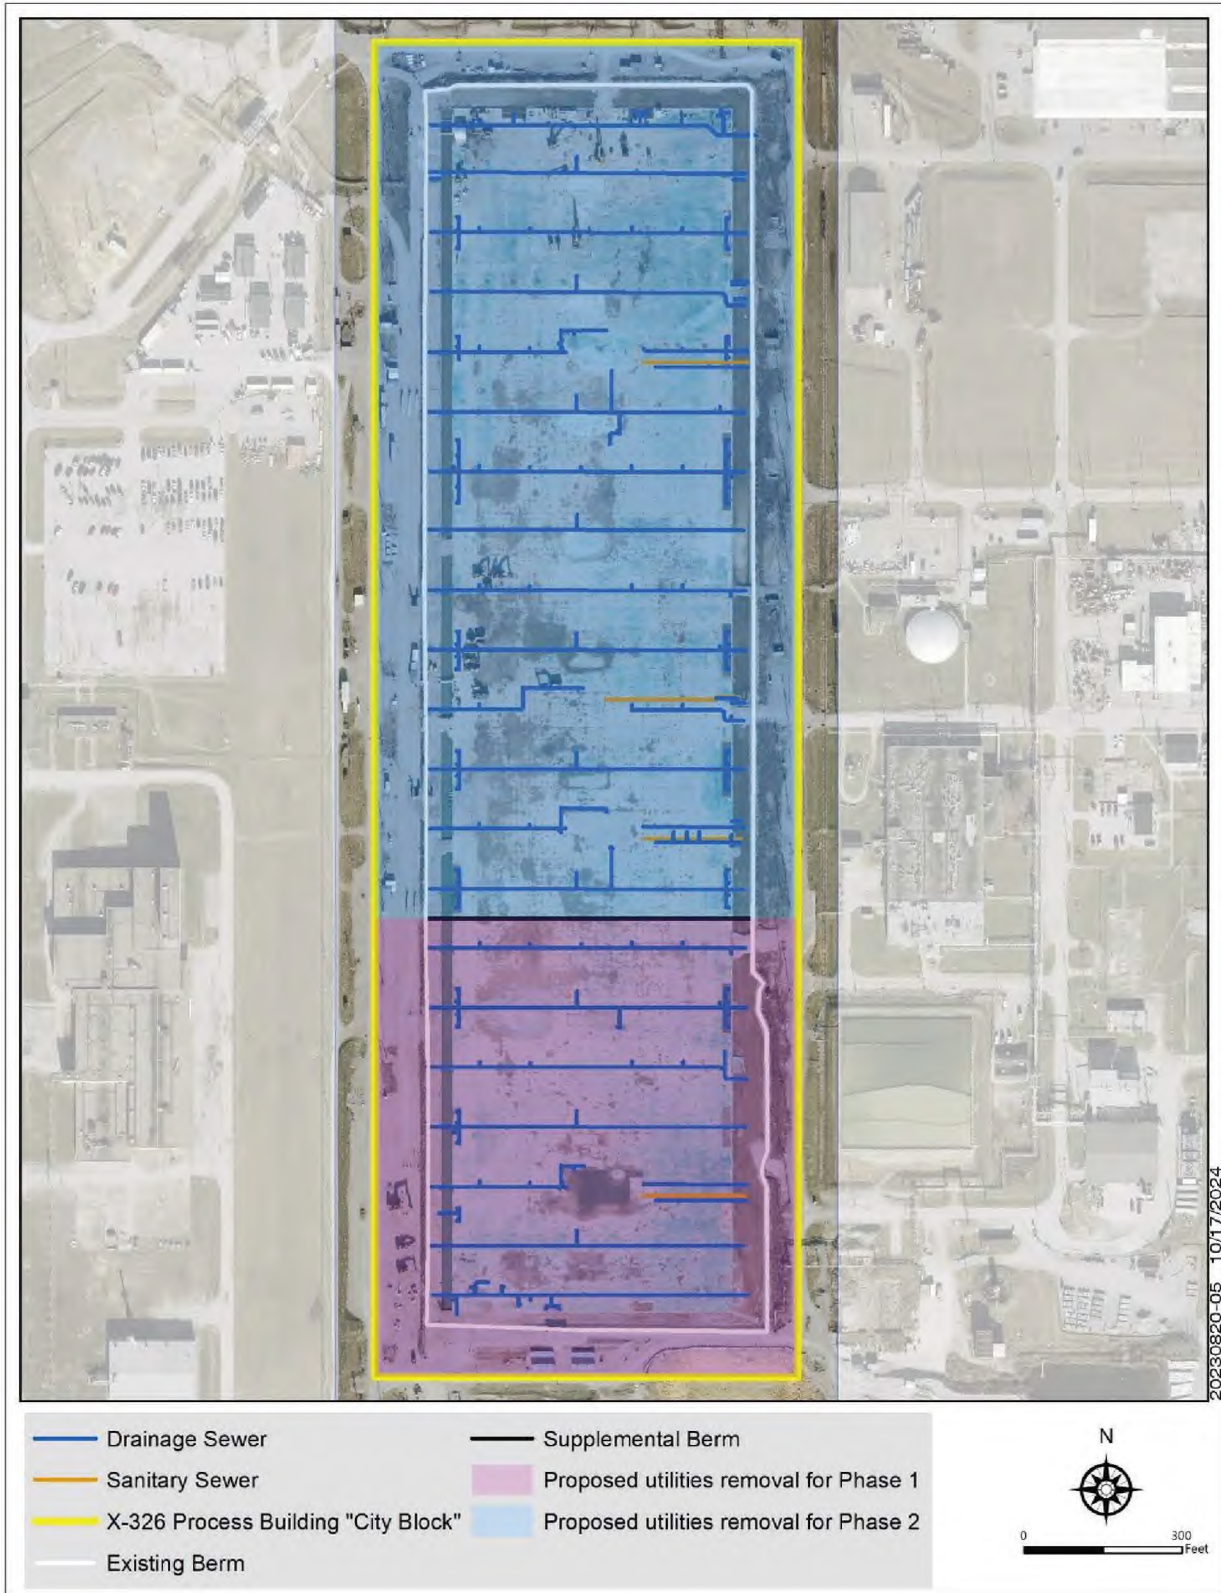 20230820-05 10/17/2024
Drainage Sewer
Sanitary Sewer
X-326 Process Building "City Block"
Existing Berm
Supplemental Berm
Proposed utilities removal for Phase 1
Proposed utilities removal for Phase 2
N
0 300
Feet